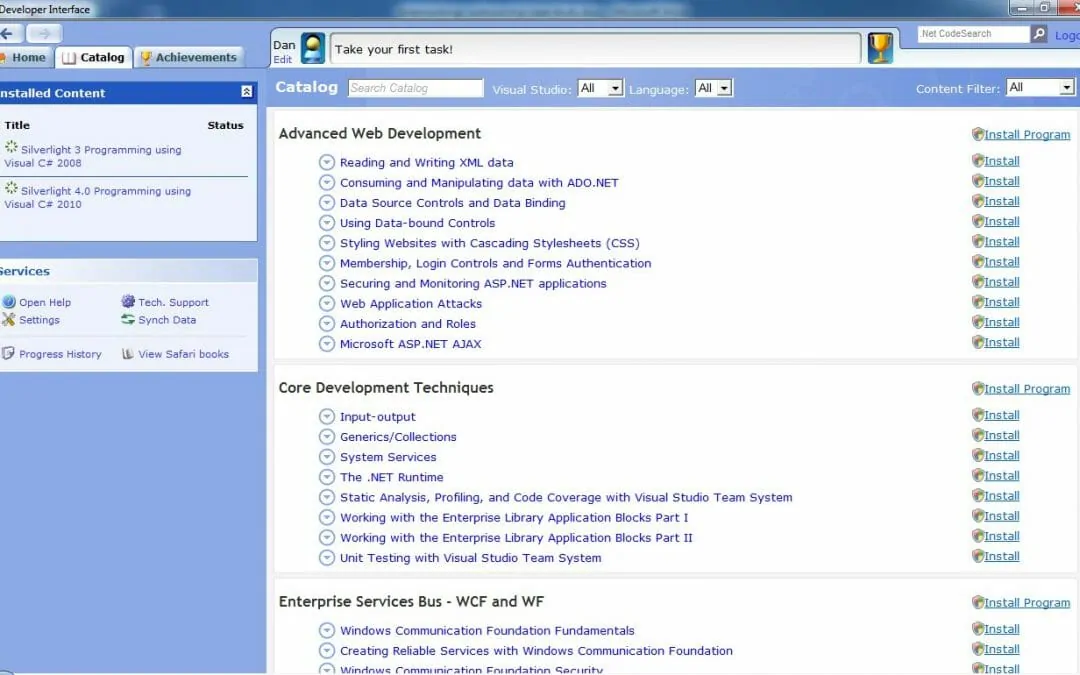 Developer Interface
Home
Catalog
Achievements
Dan
Edit
Take your first task!
.Net CodeSearch
Logo
Installed Content
Title
Status
Silverlight 3 Programming using
Visual C# 2008
Silverlight 4.0 Programming using
Visual C# 2010
Services
Open Help
Tech. Support
Settings
Synch Data
Progress History
View Safari books
Catalog
Search Catalog
Visual Studio: All
Language: All
Content Filter: All
Advanced Web Development
Install Program
Reading and Writing XML data
Install
Consuming and Manipulating data with ADO.NET
Install
Data Source Controls and Data Binding
Install
Using Data-bound Controls
Install
Styling Websites with Cascading Stylesheets (CSS)
Install
Membership, Login Controls and Forms Authentication
Install
Securing and Monitoring ASP.NET applications
Install
Web Application Attacks
Install
Authorization and Roles
Install
Microsoft ASP.NET AJAX
Install
Core Development Techniques
Install Program
Input-output
Install
Generics/Collections
Install
System Services
Install
The .NET Runtime
Install
Static Analysis, Profiling, and Code Coverage with Visual Studio Team System
Install
Working with the Enterprise Library Application Blocks Part I
Install
Working with the Enterprise Library Application Blocks Part II
Install
Unit Testing with Visual Studio Team System
Install
Enterprise Services Bus - WCF and WF
Install Program
Windows Communication Foundation Fundamentals
Install
Creating Reliable Services with Windows Communication Foundation
Install
Windows Communication Foundation Security
Install